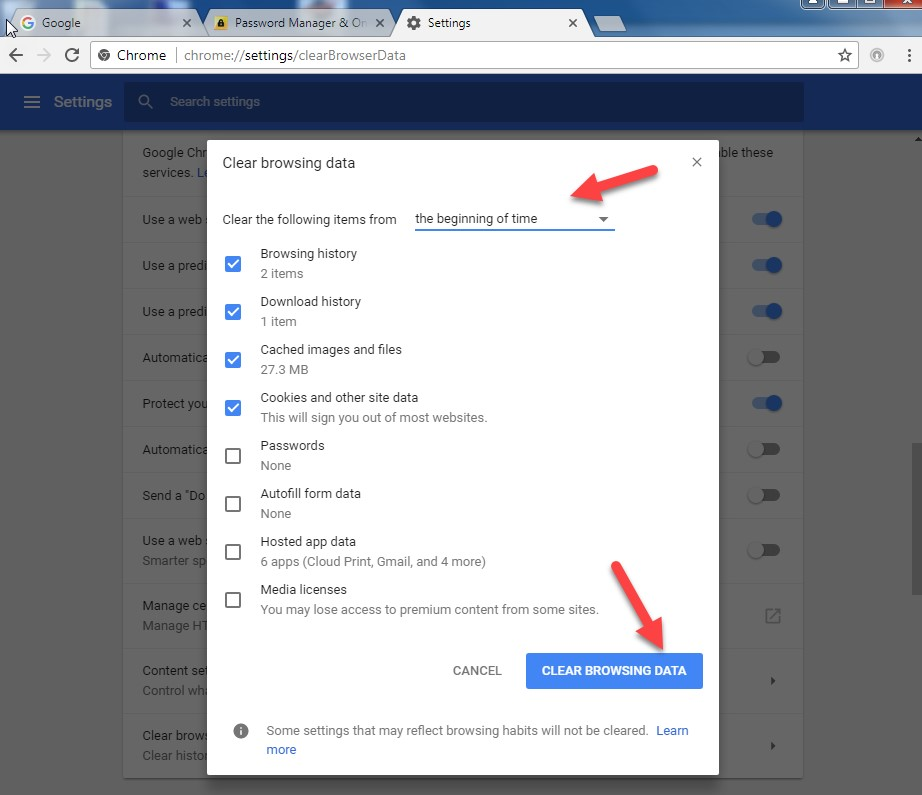 Google
Password Manager & Or
Settings
Chrome
chrome://settings/clearBrowserData
Settings
Search settings
Google Chr
ble these
services. Le
Clear browsing data
Clear the following items from the beginning of time
Use a web s
Browsing history
2 items
Use a predi
Download history
1 item
Use a predi
Cached images and files
27.3 MB
Automatica
Cookies and other site data
This will sign you out of most websites.
Protect you
Passwords
None
Automatica
Autofill form data
None
Send a "Do
Hosted app data
6 apps (Cloud Print, Gmail, and 4 more)
Use a web s
Smarter sp
Media licenses
You may lose access to premium content from some sites.
Manage ce
Manage HT
CANCEL
CLEAR BROWSING DATA
Content set
Control wha
Clear brows
Clear histor
Some settings that may reflect browsing habits will not be cleared. Learn
more